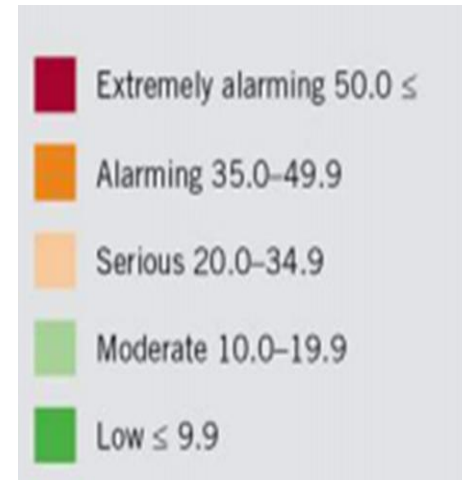 Extremely alarming 50.0 ≤
Alarming 35.0–49.9
Serious 20.0–34.9
Moderate 10.0–19.9
Low ≤ 9.9